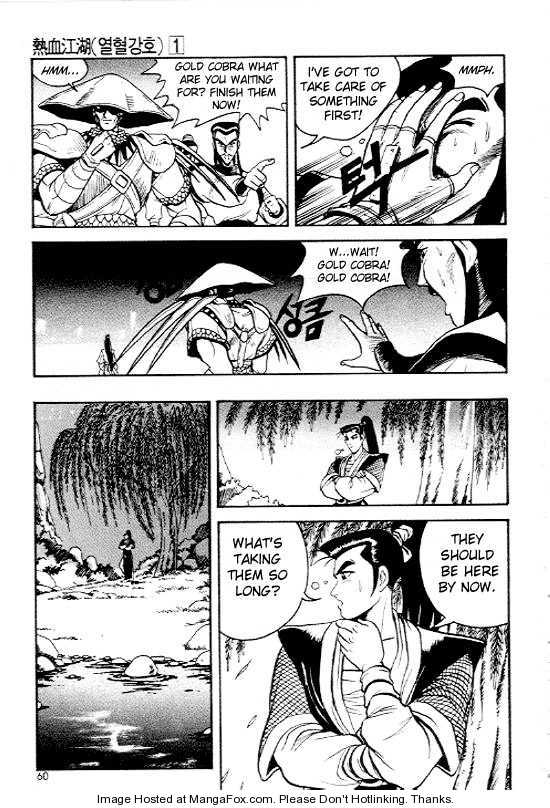 熱血江湖(열혈강호) 1
HMM...
GOLD COBRA WHAT
ARE YOU WAITING
FOR? FINISH THEM
NOW!
I'VE GOT TO
TAKE CARE OF
SOMETHING
FIRST!
MMPH.
턱
W...WAIT!
GOLD COBRA!
GOLD COBRA!
성큼
WHAT'S
TAKING
THEM SO
LONG?
THEY
SHOULD
BE HERE
BY NOW.
60
Image Hosted at MangaFox.com. Please Don't Hotlinking. Thanks.